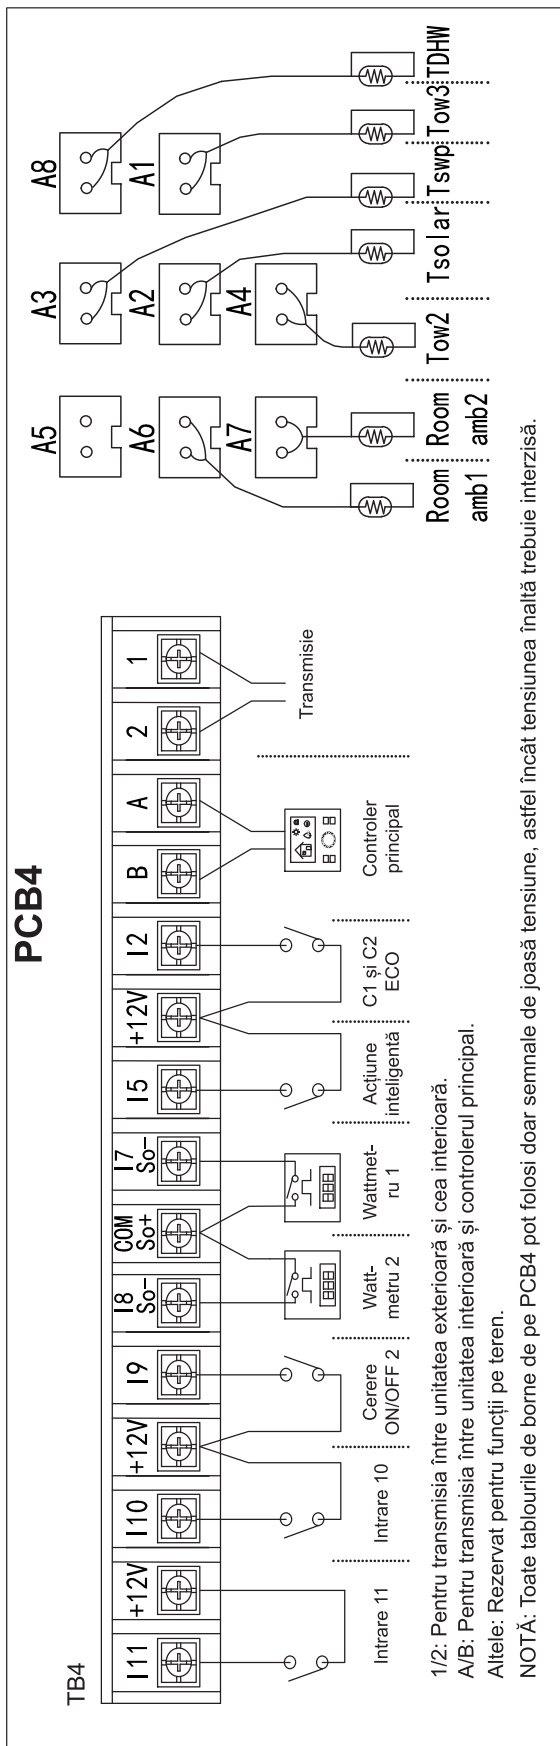 PCB4
TB4
I11
+12V
I10
+12V
I9
I8
So−
COM
So+
I7
So−
I5
+12V
I2
B
A
2
1
Intrare 11
Intrare 10
Cerere
ON/OFF 2
Watt-
metru 2
Wattmet-
ru 1
Acțiune
inteligentă
C1 și C2
ECO
Controler
principal
Transmisie
A5
A3
A8
A6
A2
A1
A7
A4
Room
amb1
Room
amb2
Tow2
Tsolar
Tswp
Tow3
TDHW
1/2: Pentru transmisia între unitatea exterioară și cea interioară.
A/B: Pentru transmisia între unitatea interioară și controlerul principal.
Altele: Rezervat pentru funcții pe teren.
NOTĂ: Toate tablourile de borne de pe PCB4 pot folosi doar semnale de joasă tensiune, astfel încât tensiunea înaltă trebuie interzisă.